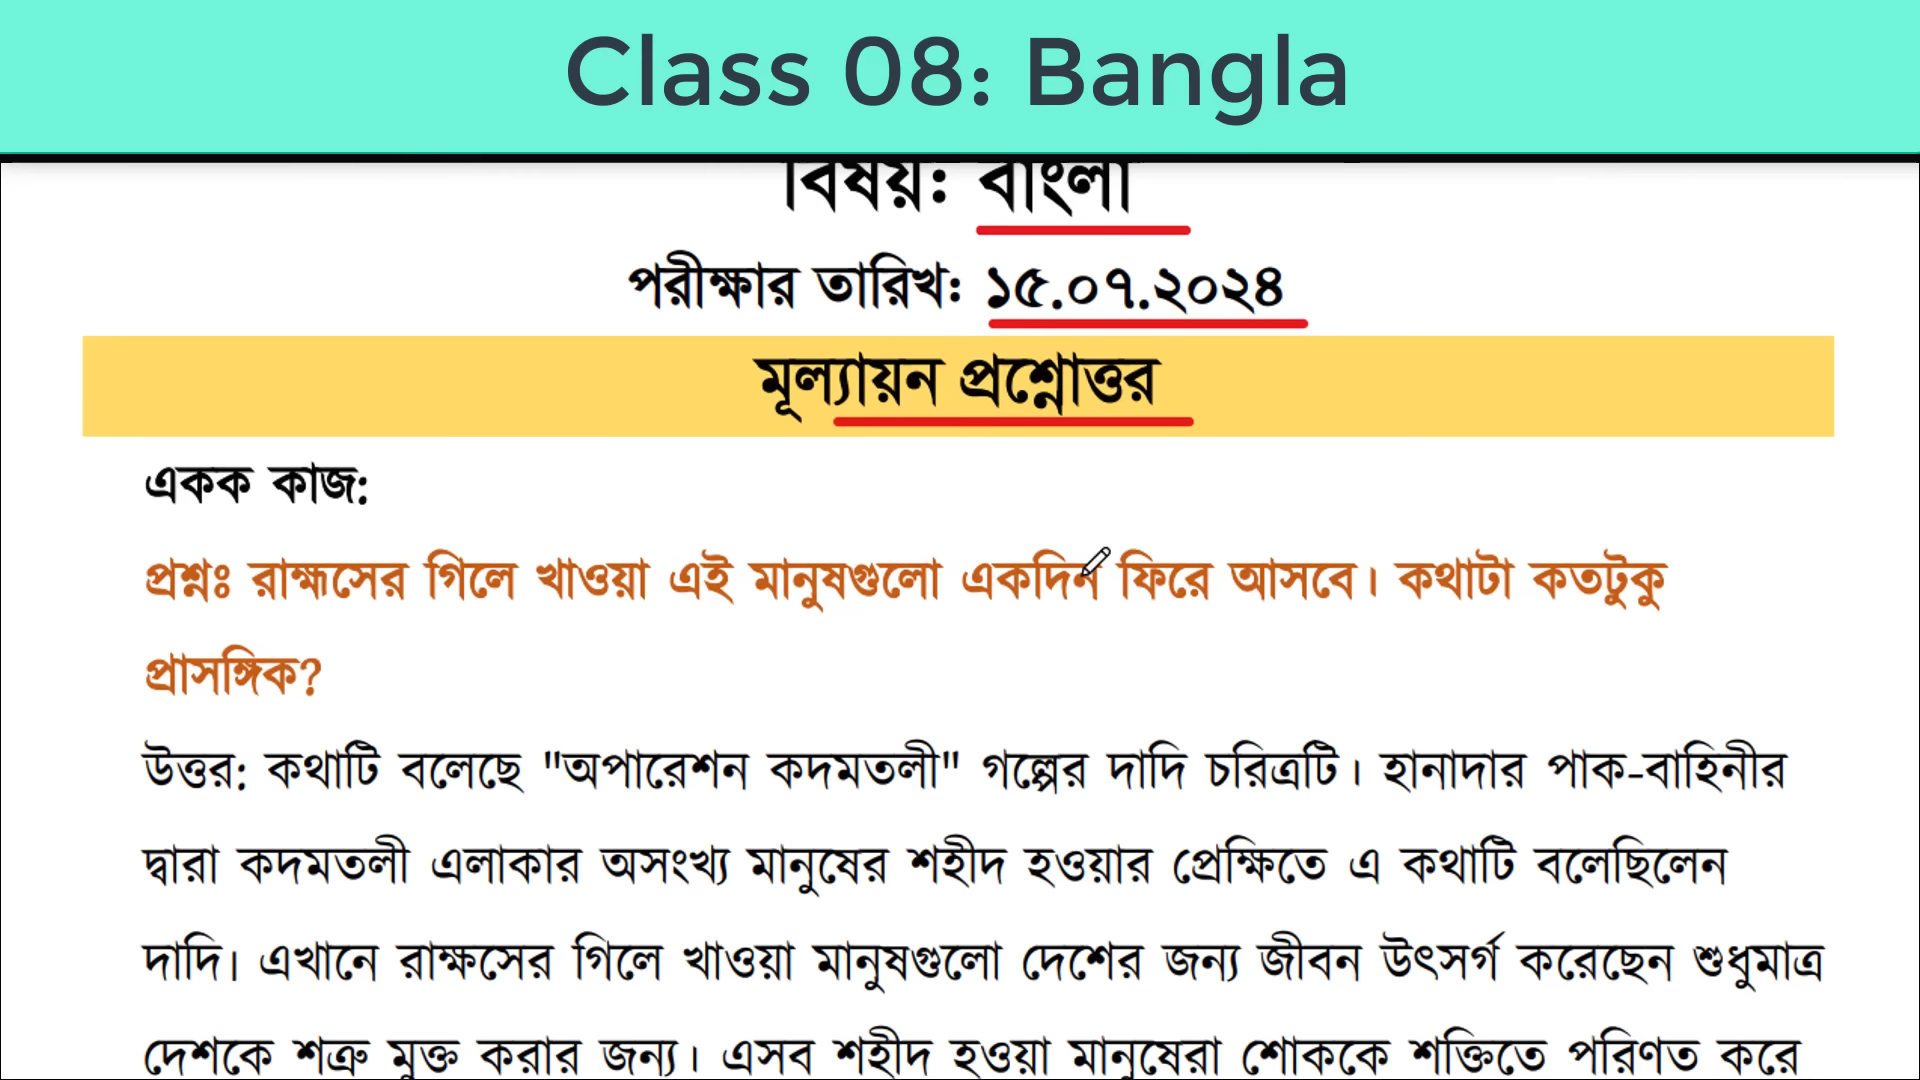 Class 08: Bangla
বিষয়: বাংলা
পরীক্ষার তারিখ: ১৫.০৭.২০২৪
মূল্যায়ন প্রশ্নোত্তর
একক কাজ:
প্রশ্নঃ রাহ্মসের গিলে খাওয়া এই মানুষগুলো একদিন ফিরে আসবে। কথাটা কতটুকু
প্রাসঙ্গিক?
উত্তর: কথাটি বলেছে "অপারেশন কদমতলী" গল্পের দাদি চরিত্রটি। হানাদার পাক-বাহিনীর
দ্বারা কদমতলী এলাকার অসংখ্য মানুষের শহীদ হওয়ার প্রেক্ষিতে এ কথাটি বলেছিলেন
দাদি। এখানে রাক্ষসের গিলে খাওয়া মানুষগুলো দেশের জন্য জীবন উৎসর্গ করেছেন শুধুমাত্র
দেশকে শত্রু মুক্ত করার জন্য। এসব শহীদ হওয়া মানুষেরা শোককে শক্তিতে পরিণত করে